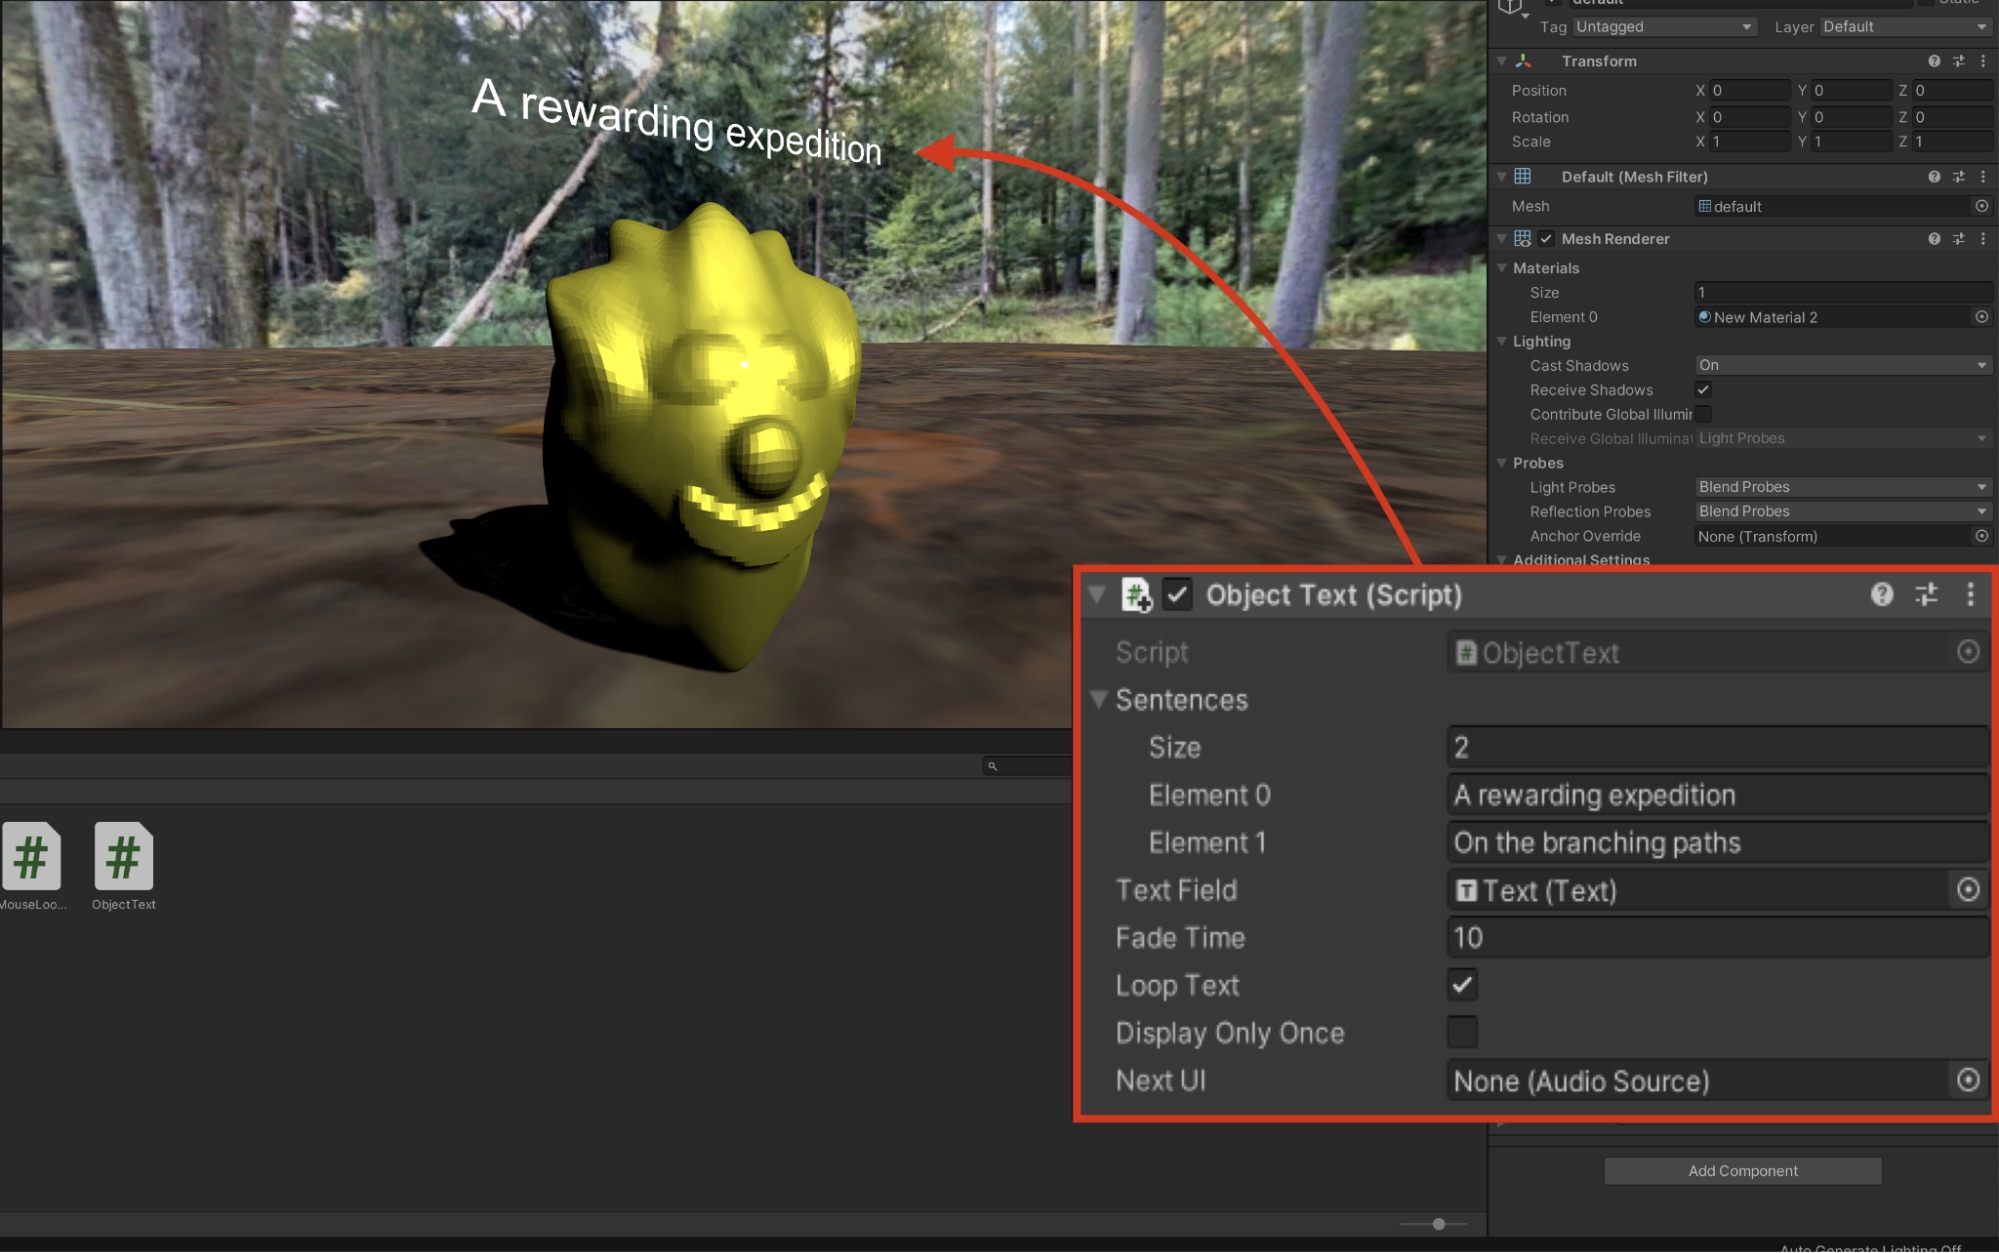 A rewarding expedition
default
Static
Tag Untagged Layer Default
Transform
Position X 0 Y 0 Z 0
Rotation X 0 Y 0 Z 0
Scale X 1 Y 1 Z 1
Default (Mesh Filter)
Mesh default
Mesh Renderer
Materials
Size 1
Element 0 New Material 2
Lighting
Cast Shadows On
Receive Shadows
Contribute Global Illumir
Receive Global Illuminat Light Probes
Probes
Light Probes Blend Probes
Reflection Probes Blend Probes
Anchor Override None (Transform)
Additional Settings
# Object Text (Script)
Script # ObjectText
Sentences
Size 2
Element 0 A rewarding expedition
Element 1 On the branching paths
Text Field T Text (Text)
Fade Time 10
Loop Text
Display Only Once
Next UI None (Audio Source)
# #
MouseLoo... ObjectText
Add Component
Auto Generate Lighting Off